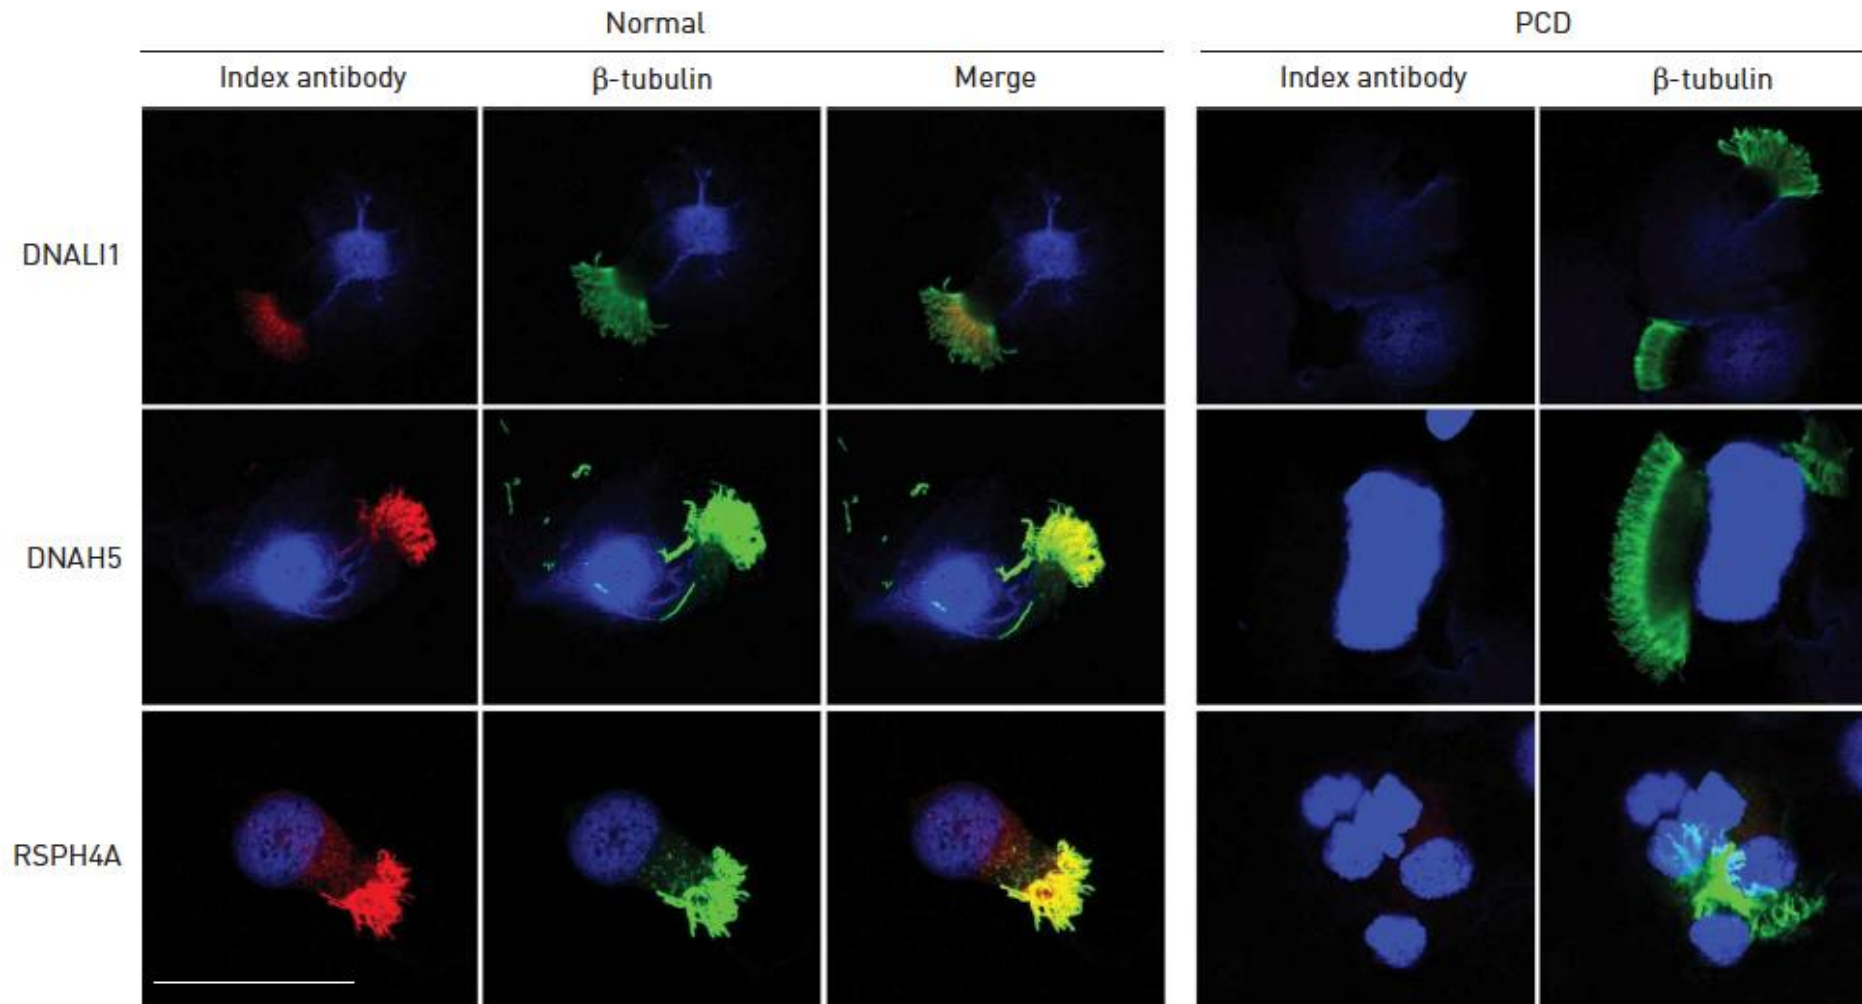 Normal PCD
Index antibody β-tubulin Merge Index antibody β-tubulin
DNALI1
DNAH5
RSPH4A